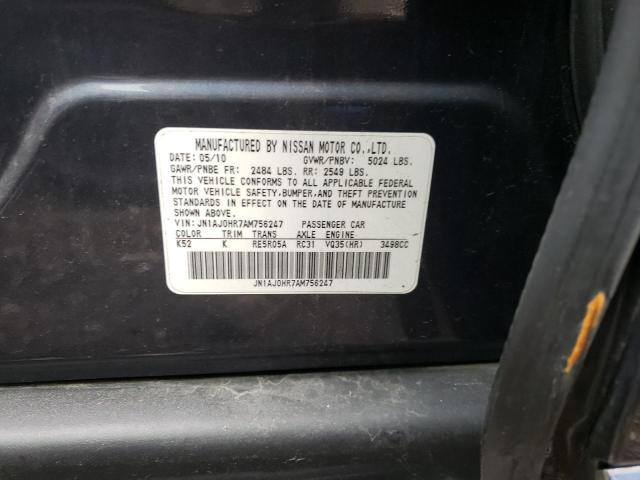 MANUFACTURED BY NISSAN MOTOR CO.,LTD.
DATE: 05/10 GVWR/PNBV: 5024 LBS.
GAWR/PNBE FR: 2484 LBS. RR: 2549 LBS.
THIS VEHICLE CONFORMS TO ALL APPLICABLE FEDERAL
MOTOR VEHICLE SAFETY,BUMPER,AND THEFT PREVENTION
STANDARDS IN EFFECT ON THE DATE OF MANUFACTURE
SHOWN ABOVE.
VIN: JN1AJ0HR7AM756247 PASSENGER CAR
COLOR TRIM TRANS AXLE ENGINE
K52 K RE5R05A RC31 VQ35(HR) 3498CC
JN1AJ0HR7AM756247